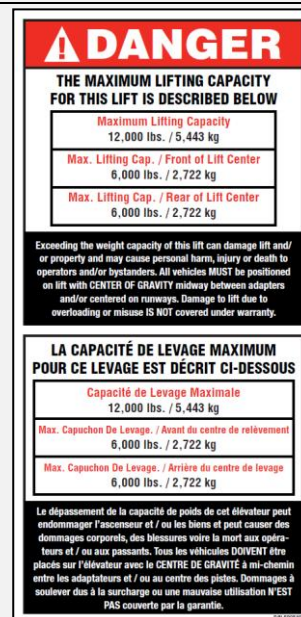 DANGER
THE MAXIMUM LIFTING CAPACITY
FOR THIS LIFT IS DESCRIBED BELOW
Maximum Lifting Capacity
12,000 lbs. / 5,443 kg
Max. Lifting Cap. / Front of Lift Center
6,000 lbs. / 2,722 kg
Max. Lifting Cap. / Rear of Lift Center
6,000 lbs. / 2,722 kg
Exceeding the weight capacity of this lift can damage lift and/
or property and may cause personal harm, injury or death to
operators and/or bystanders. All vehicles MUST be positioned
on lift with CENTER OF GRAVITY midway between adapters
and/or centered on runways. Damage to lift due to
overloading or misuse IS NOT covered under warranty.
LA CAPACITÉ DE LEVAGE MAXIMUM
POUR CE LEVAGE EST DÉCRIT CI-DESSOUS
Capacité de Levage Maximale
12,000 lbs. / 5,443 kg
Max. Capuchon De Levage. / Avant du centre de relèvement
6,000 lbs. / 2,722 kg
Max. Capuchon De Levage. / Arrière du centre de levage
6,000 lbs. / 2,722 kg
Le dépassement de la capacité de poids de cet élévateur peut
endommager l'ascenseur et / ou les biens et peut causer des
dommages corporels, des blessures voire la mort aux opéra-
teurs et / ou aux passants. Tous les véhicules DOIVENT être
placés sur l'élévateur avec le CENTRE DE GRAVITÉ à mi-chemin
entre les adaptateurs et / ou au centre des pistes. Dommages à
soulever dus à la surcharge ou une mauvaise utilisation N'EST
PAS couverte par la garantie.